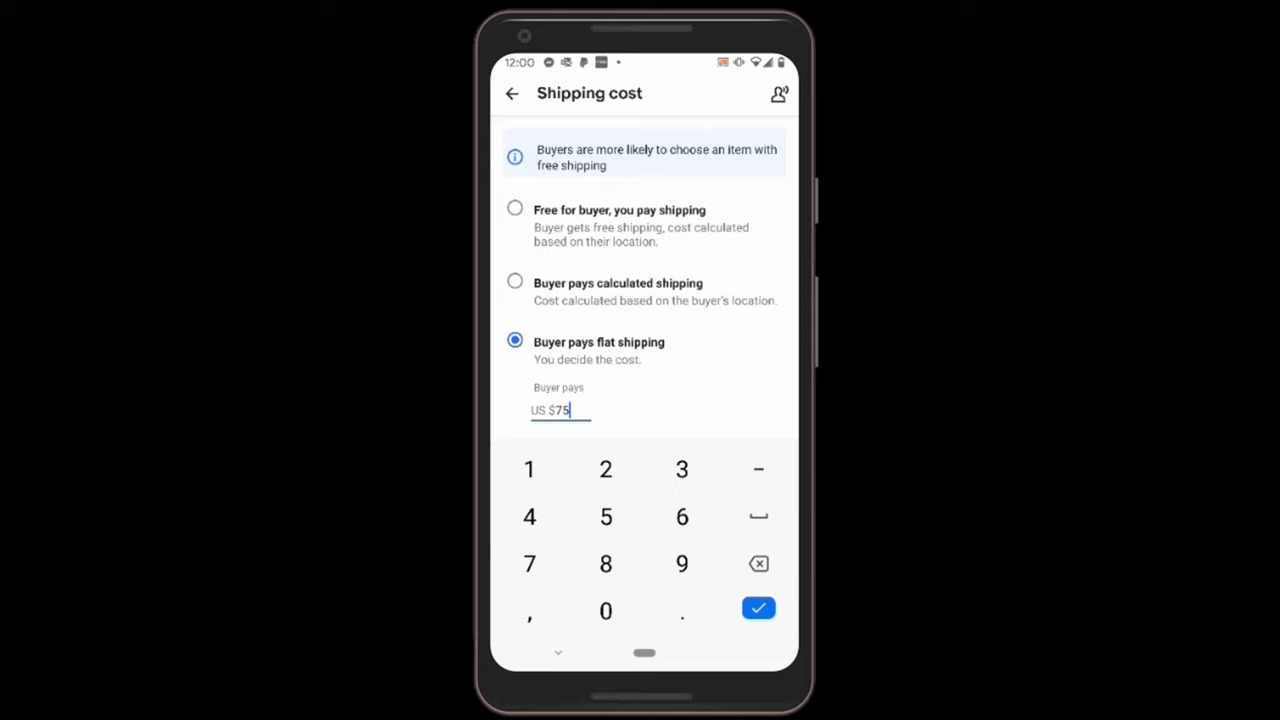 12:00
Shipping cost
Buyers are more likely to choose an item with
free shipping
Free for buyer, you pay shipping
Buyer gets free shipping, cost calculated
based on their location.
Buyer pays calculated shipping
Cost calculated based on the buyer's location.
Buyer pays flat shipping
You decide the cost.
Buyer pays
US $75
1 2 3 -
4 5 6
7 8 9
, 0 .